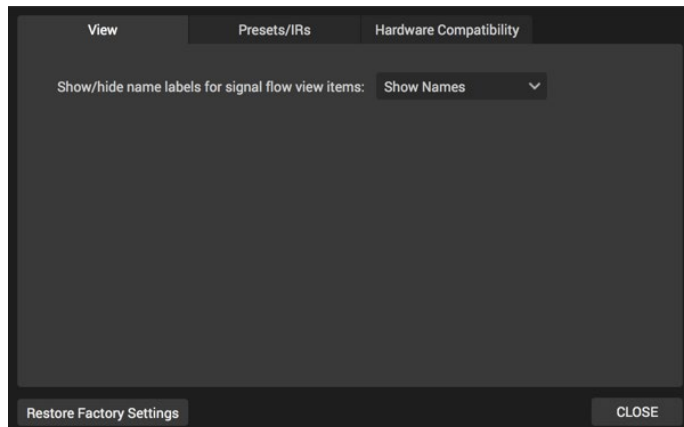 View Presets/IRs Hardware Compatibility
Show/hide name labels for signal flow view items: Show Names
Restore Factory Settings CLOSE